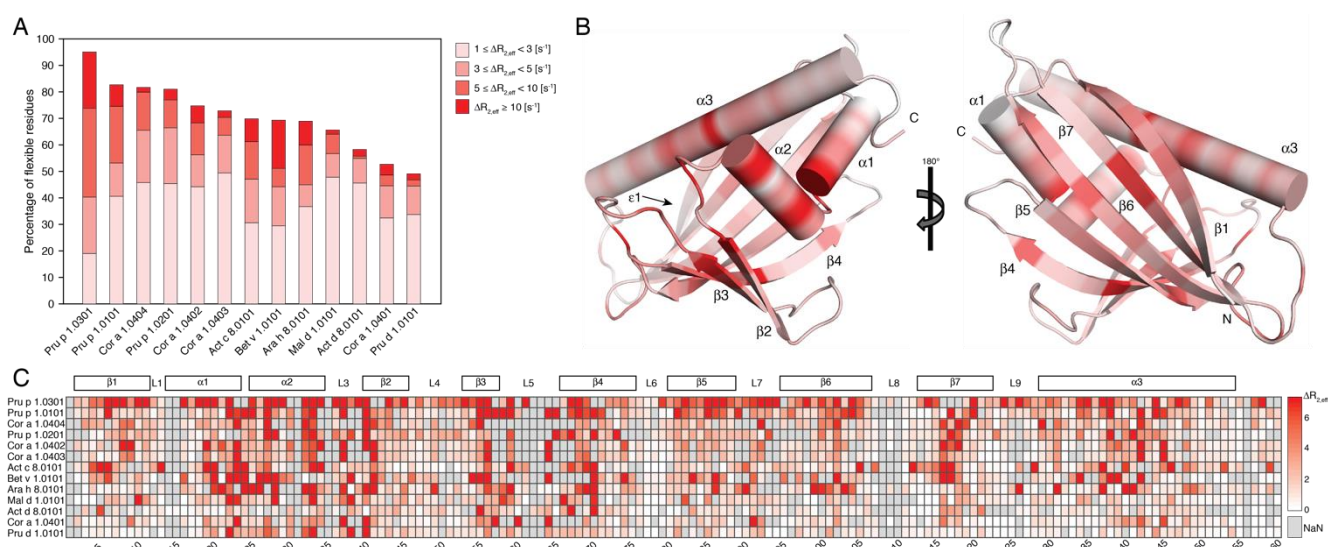 A
Percentage of flexible residues
100
90
80
70
60
50
40
30
20
10
0
Pru p 1.0301
Pru p 1.0101
Cor a 1.0404
Pru p 1.0201
Cor a 1.0402
Cor a 1.0403
Act c 8.0101
Bet v 1.0101
Ara h 8.0101
Mal d 1.0101
Act d 8.0101
Cor a 1.0401
Pru d 1.0101
1 ≤ ΔR2,eff < 3 [s⁻¹]
3 ≤ ΔR2,eff < 5 [s⁻¹]
5 ≤ ΔR2,eff < 10 [s⁻¹]
ΔR2,eff ≥ 10 [s⁻¹]
B
α3
α2
α1
C
ε1
β4
β3
β2
180°
α1
C
β7
α3
β5
β6
β1
β4
N
C
β1 L1 α1 α2 L3 β2 L4 β3 L5 β4 L6 β5 L7 β6 L8 β7 L9 α3
Pru p 1.0301
Pru p 1.0101
Cor a 1.0404
Pru p 1.0201
Cor a 1.0402
Cor a 1.0403
Act c 8.0101
Bet v 1.0101
Ara h 8.0101
Mal d 1.0101
Act d 8.0101
Cor a 1.0401
Pru d 1.0101
ΔR2,eff
6
4
2
0
NaN